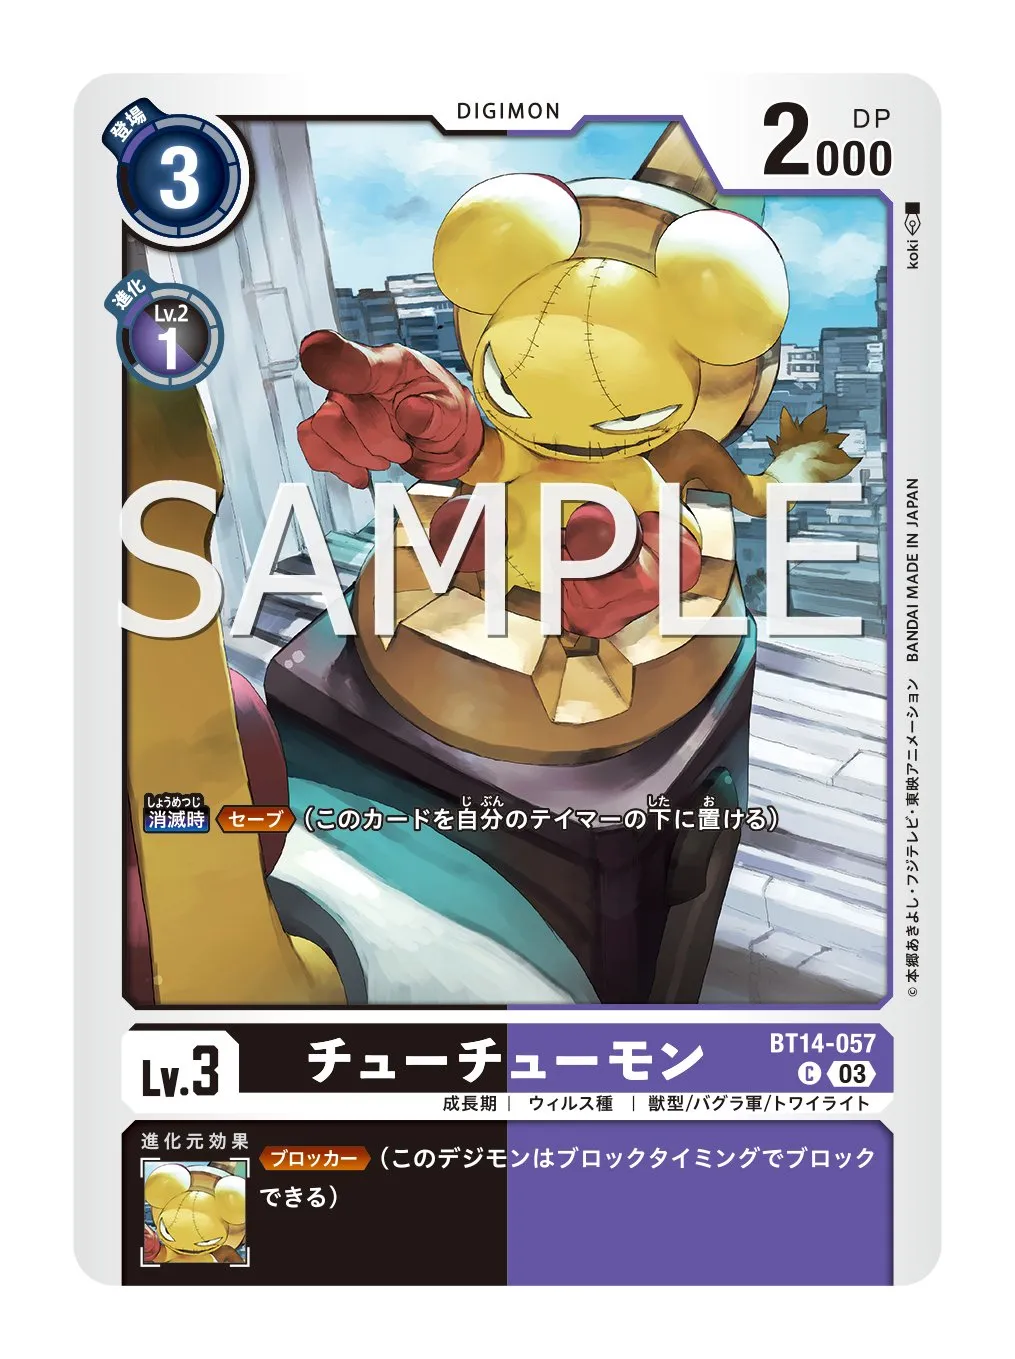 DIGIMON
登場
3
2000
DP
進化
Lv.2
1
koki
SAMPLE
BANDAI MADE IN JAPAN
©本郷あきよし・フジテレビ・東映アニメーション
しょうめつじ じ ぶん した お
消滅時 セーブ (このカードを自分のテイマーの下に置ける)
Lv.3
チューチューモン
BT14-057
C 03
成長期 | ウィルス種 | 獣型/バグラ軍/トワイライト
進化元効果
ブロッカー (このデジモンはブロックタイミングでブロック
できる)